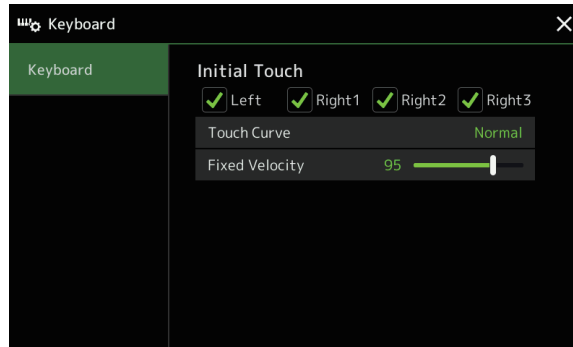 Keyboard
Keyboard
Initial Touch
Left Right1 Right2 Right3
Touch Curve Normal
Fixed Velocity 95